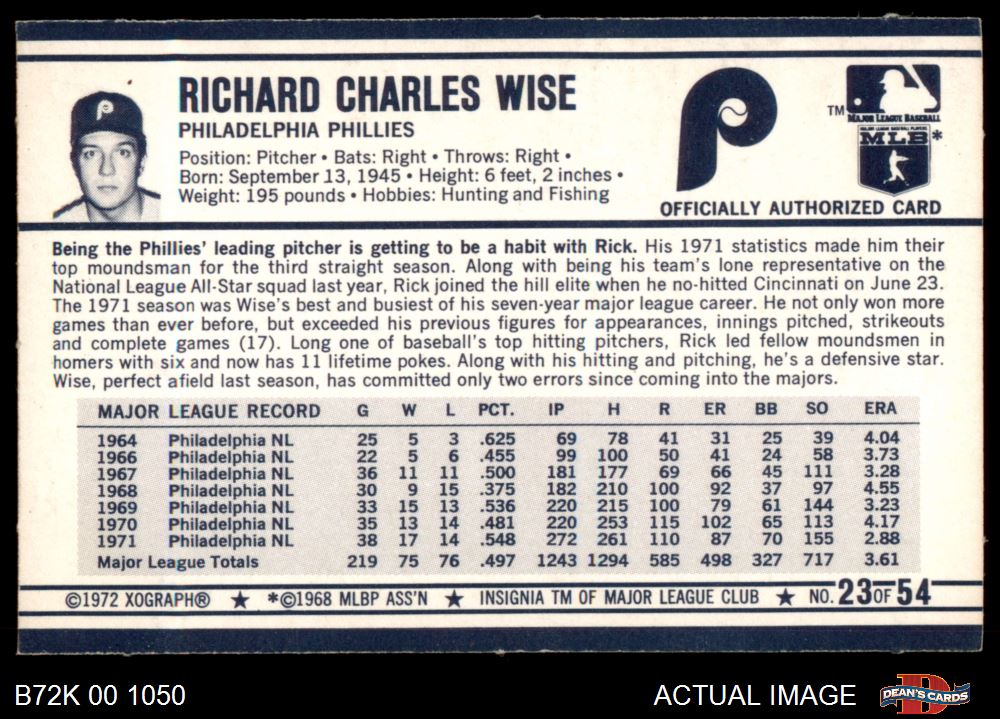 RICHARD CHARLES WISE
PHILADELPHIA PHILLIES
Position: Pitcher • Bats: Right • Throws: Right •
Born: September 13, 1945 • Height: 6 feet, 2 inches •
Weight: 195 pounds • Hobbies: Hunting and Fishing
P
P
TM
MAJOR LEAGUE BASEBALL
MAJOR LEAGUE BASEBALL PLAYERS
MLB*
OFFICIALLY AUTHORIZED CARD
Being the Phillies' leading pitcher is getting to be a habit with Rick. His 1971 statistics made him their
top moundsman for the third straight season. Along with being his team's lone representative on the
National League All-Star squad last year, Rick joined the hill elite when he no-hitted Cincinnati on June 23.
The 1971 season was Wise's best and busiest of his seven-year major league career. He not only won more
games than ever before, but exceeded his previous figures for appearances, innings pitched, strikeouts
and complete games (17). Long one of baseball's top hitting pitchers, Rick led fellow moundsmen in
homers with six and now has 11 lifetime pokes. Along with his hitting and pitching, he's a defensive star.
Wise, perfect afield last season, has committed only two errors since coming into the majors.
MAJOR LEAGUE RECORD G W L PCT. IP H R ER BB SO ERA
1964 Philadelphia NL 25 5 3 .625 69 78 41 31 25 39 4.04
1966 Philadelphia NL 22 5 6 .455 99 100 50 41 24 58 3.73
1967 Philadelphia NL 36 11 11 .500 181 177 69 66 45 111 3.28
1968 Philadelphia NL 30 9 15 .375 182 210 100 92 37 97 4.55
1969 Philadelphia NL 33 15 13 .536 220 215 100 79 61 144 3.23
1970 Philadelphia NL 35 13 14 .481 220 253 115 102 65 113 4.17
1971 Philadelphia NL 38 17 14 .548 272 261 110 87 70 155 2.88
Major League Totals 219 75 76 .497 1243 1294 585 498 327 717 3.61
©1972 XOGRAPH® ★ *©1968 MLBP ASS'N ★ INSIGNIA TM OF MAJOR LEAGUE CLUB ★ NO. 23 OF 54
B72K 00 1050
ACTUAL IMAGE
DEAN'S CARDS